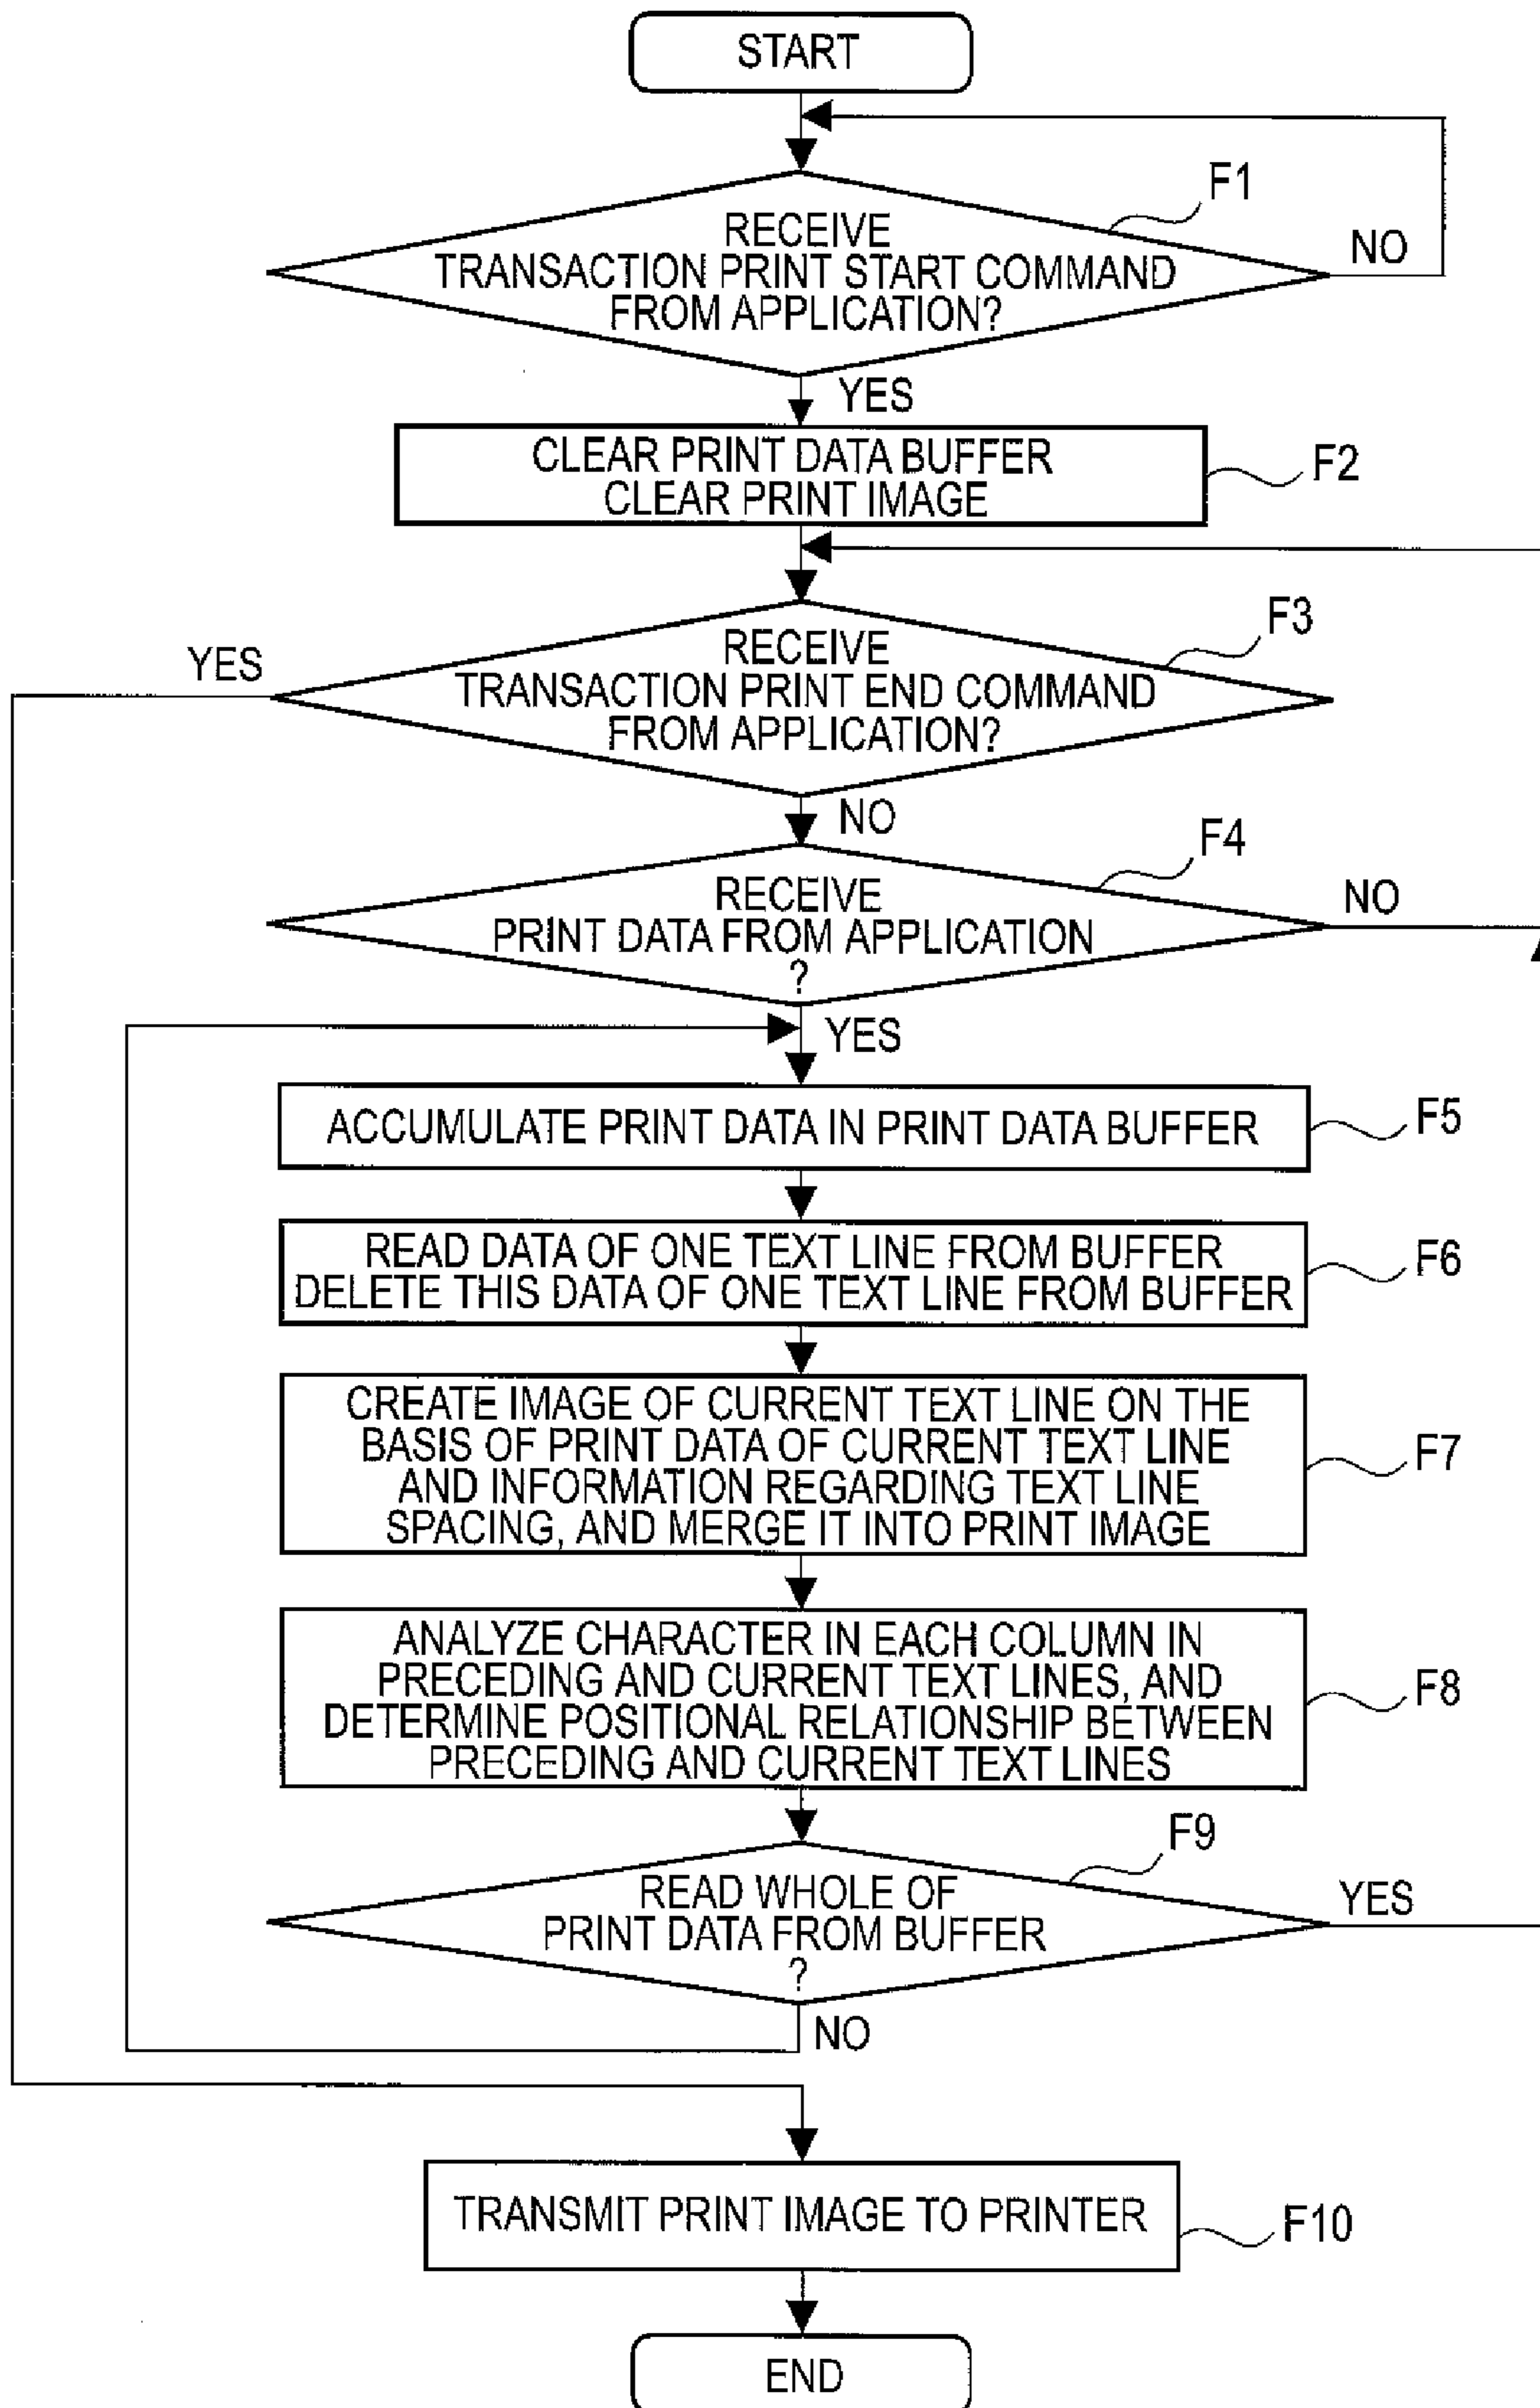 START
F1
RECEIVE
TRANSACTION PRINT START COMMAND
FROM APPLICATION?
NO
YES
CLEAR PRINT DATA BUFFER
CLEAR PRINT IMAGE
F2
F3
YES
RECEIVE
TRANSACTION PRINT END COMMAND
FROM APPLICATION?
NO
F4
RECEIVE
PRINT DATA FROM APPLICATION
?
NO
YES
ACCUMULATE PRINT DATA IN PRINT DATA BUFFER
F5
READ DATA OF ONE TEXT LINE FROM BUFFER
DELETE THIS DATA OF ONE TEXT LINE FROM BUFFER
F6
CREATE IMAGE OF CURRENT TEXT LINE ON THE
BASIS OF PRINT DATA OF CURRENT TEXT LINE
AND INFORMATION REGARDING TEXT LINE
SPACING, AND MERGE IT INTO PRINT IMAGE
F7
ANALYZE CHARACTER IN EACH COLUMN IN
PRECEDING AND CURRENT TEXT LINES, AND
DETERMINE POSITIONAL RELATIONSHIP BETWEEN
PRECEDING AND CURRENT TEXT LINES
F8
F9
READ WHOLE OF
PRINT DATA FROM BUFFER
?
YES
NO
TRANSMIT PRINT IMAGE TO PRINTER
F10
END